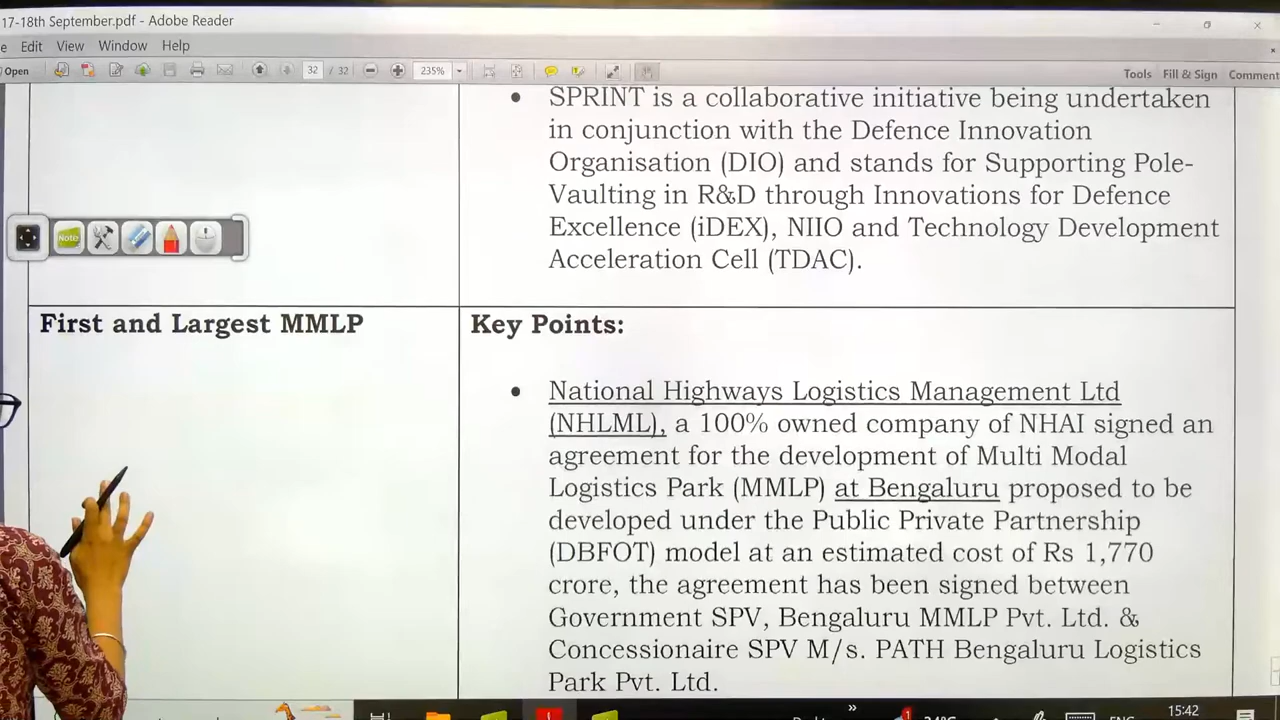 17-18th September.pdf - Adobe Reader
e Edit View Window Help
Open 32 / 32 235% Tools Fill & Sign Comment
• SPRINT is a collaborative initiative being undertaken
in conjunction with the Defence Innovation
Organisation (DIO) and stands for Supporting Pole-
Vaulting in R&D through Innovations for Defence
Excellence (iDEX), NIIO and Technology Development
Acceleration Cell (TDAC).
Note
First and Largest MMLP
Key Points:
• National Highways Logistics Management Ltd
(NHLML), a 100% owned company of NHAI signed an
agreement for the development of Multi Modal
Logistics Park (MMLP) at Bengaluru proposed to be
developed under the Public Private Partnership
(DBFOT) model at an estimated cost of Rs 1,770
crore, the agreement has been signed between
Government SPV, Bengaluru MMLP Pvt. Ltd. &
Concessionaire SPV M/s. PATH Bengaluru Logistics
Park Pvt. Ltd.
15:42